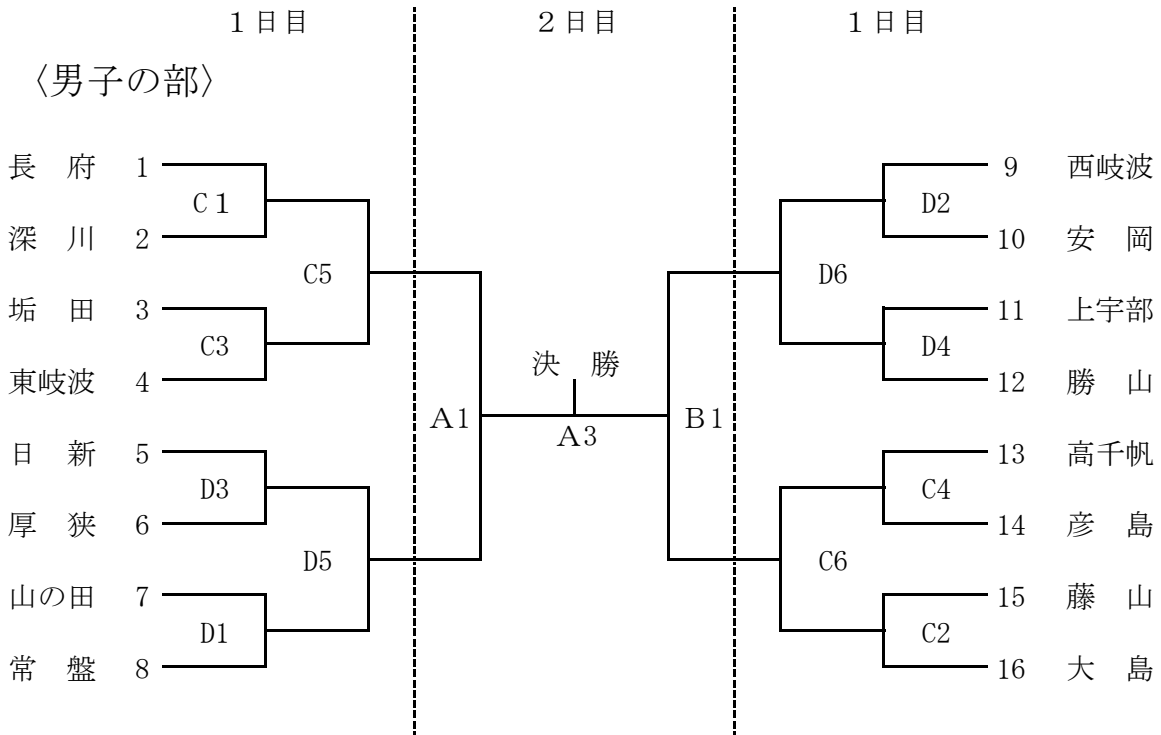 １日目　２日目　１日目
〈男子の部〉
長　府　1　9　西岐波
C１　D2
深　川　2　10　安　岡
C5　D6
垢　田　3　11　上宇部
C3　D4
決　勝
東岐波　4　12　勝　山
A1　A3　B1
日　新　5　13　高千帆
D3　C4
厚　狭　6　14　彦　島
D5　C6
山の田　7　15　藤　山
D1　C2
常　盤　8　16　大　島